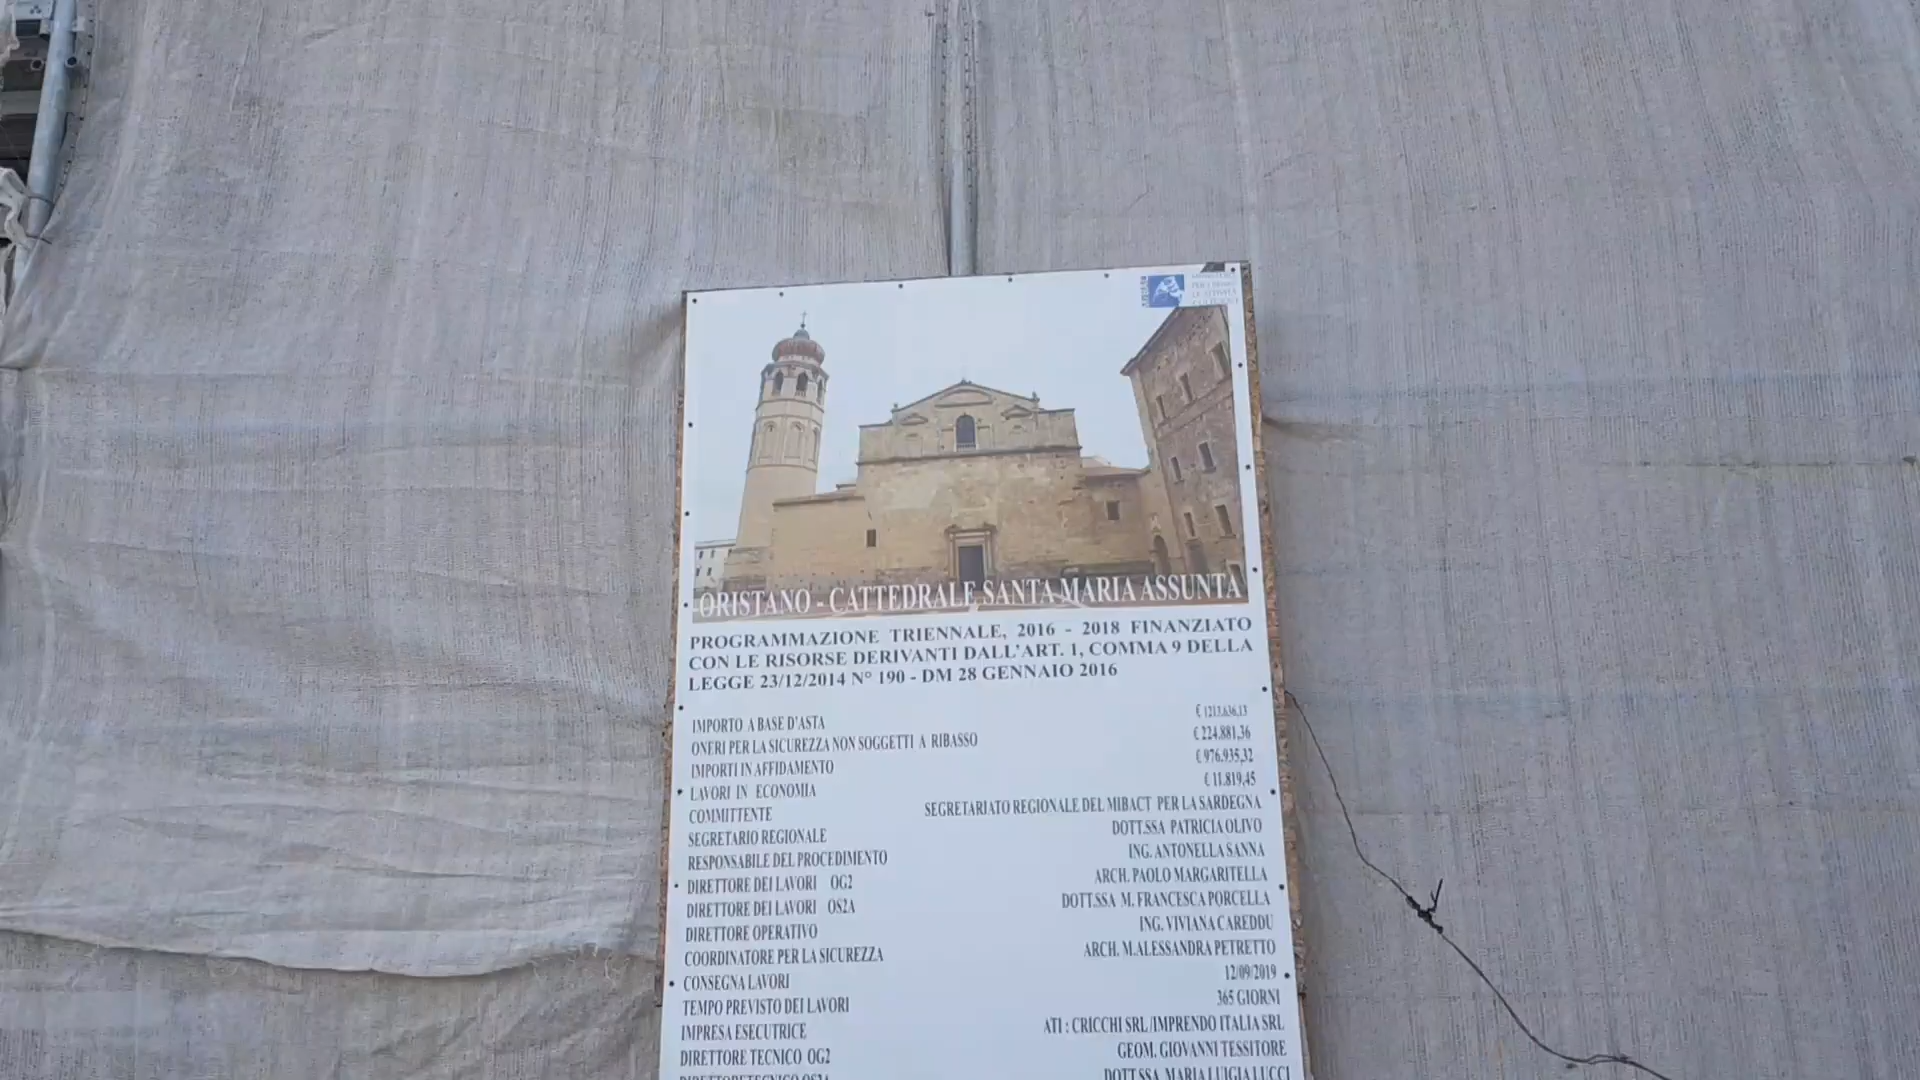 ORISTANO - CATTEDRALE SANTA MARIA ASSUNTA
PROGRAMMAZIONE TRIENNALE, 2016 - 2018 FINANZIATO
CON LE RISORSE DERIVANTI DALL'ART. 1, COMMA 9 DELLA
LEGGE 23/12/2014 N° 190 - DM 28 GENNAIO 2016
IMPORTO A BASE D'ASTA € 1213.636,13
ONERI PER LA SICUREZZA NON SOGGETTI A RIBASSO € 224.881,36
IMPORTI IN AFFIDAMENTO € 976.935,32
LAVORI IN ECONOMIA € 11.819,45
COMMITTENTE SEGRETARIATO REGIONALE DEL MIBACT PER LA SARDEGNA
SEGRETARIO REGIONALE DOTT.SSA PATRICIA OLIVO
RESPONSABILE DEL PROCEDIMENTO ING. ANTONELLA SANNA
DIRETTORE DEI LAVORI OG2 ARCH. PAOLO MARGARITELLA
DIRETTORE DEI LAVORI OS2A DOTT.SSA M. FRANCESCA PORCELLA
DIRETTORE OPERATIVO ING. VIVIANA CAREDDU
COORDINATORE PER LA SICUREZZA ARCH. M.ALESSANDRA PETRETTO
CONSEGNA LAVORI 12/09/2019
TEMPO PREVISTO DEI LAVORI 365 GIORNI
IMPRESA ESECUTRICE ATI : CRICCHI SRL/IMPRENDO ITALIA SRL
DIRETTORE TECNICO OG2 GEOM. GIOVANNI TESSITORE
DIRETTORE TECNICO OS2A DOTT.SSA MARIA LUIGIA LUCCI